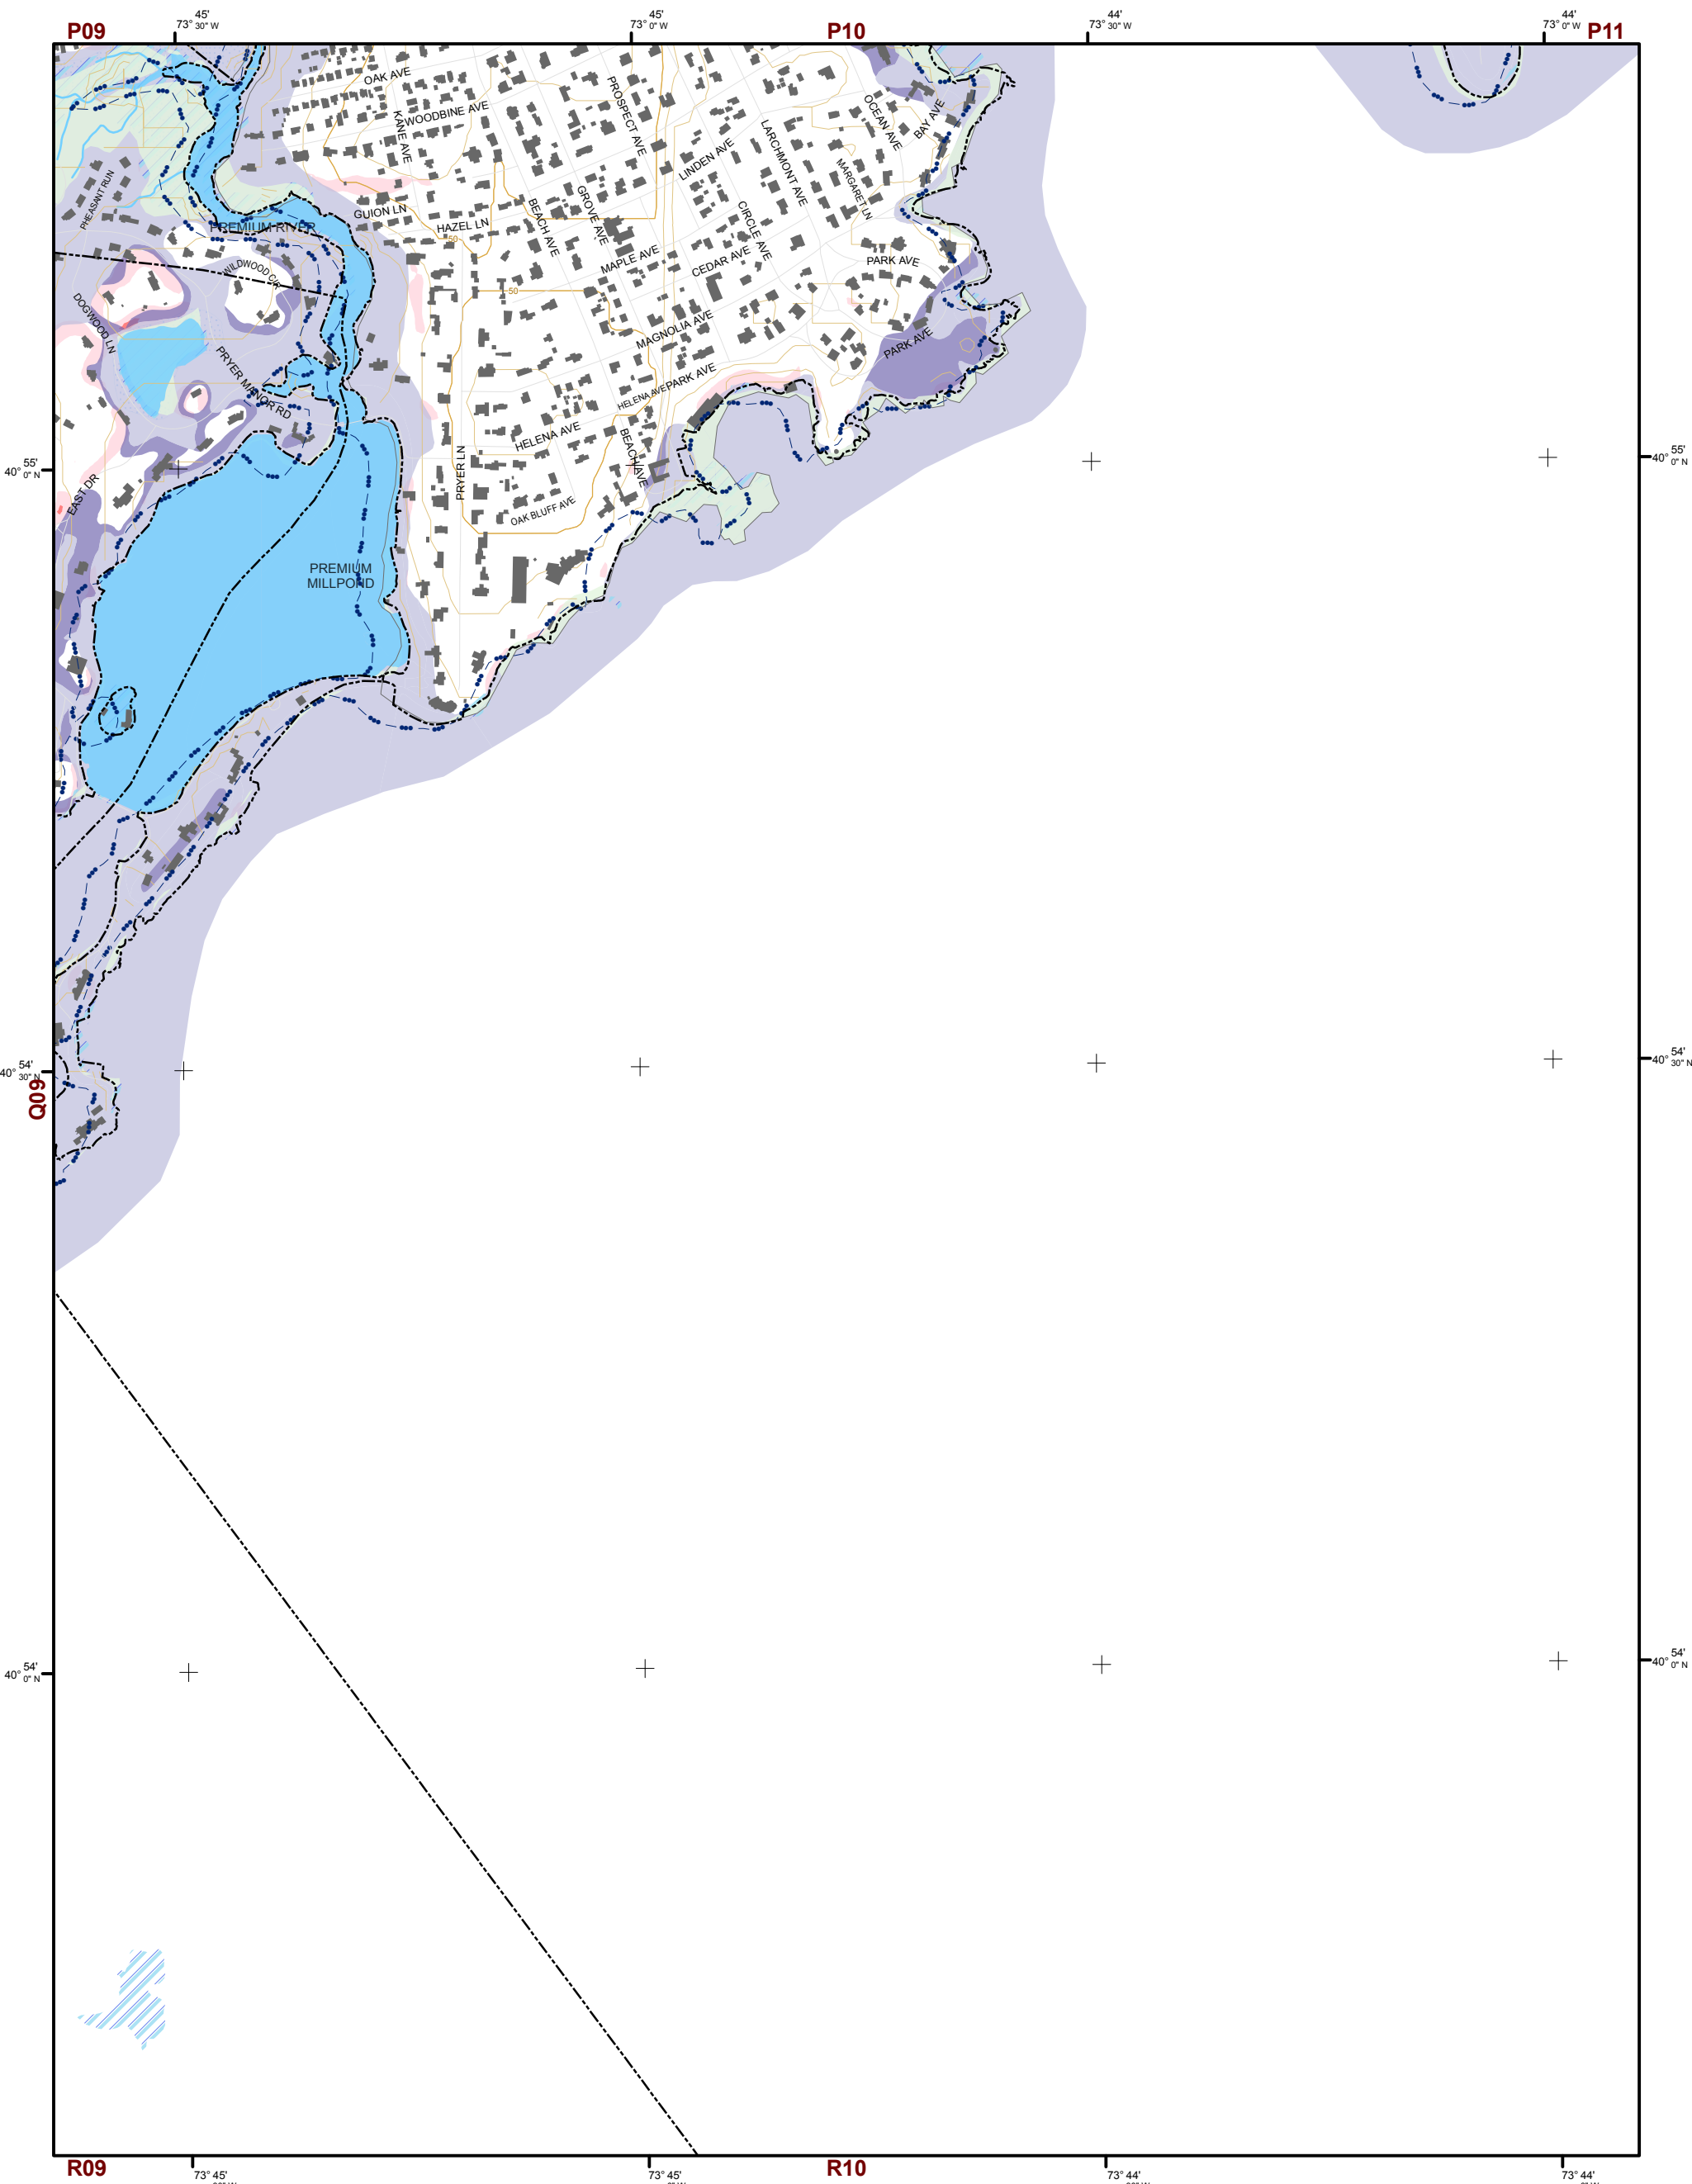 P09
45'
73° 30" W
45'
73° 0" W
P10
44'
73° 30" W
44'
73° 0" W
P11
OAK AVE
WOODBINE AVE
KANE AVE
PROSPECT AVE
LINDEN AVE
LARCHMONT AVE
OCEAN AVE
BAY AVE
MARGARET LN
PHEASANT RUN
GUION LN
HAZEL LN
50
BEACH AVE
GROVE AVE
CIRCLE AVE
PREMIUM RIVER
MAPLE AVE
CEDAR AVE
PARK AVE
WILDWOOD CIR
50
DOGWOOD LN
MAGNOLIA AVE
PARK AVE
PRYER MANOR RD
HELENA AVE
PARK AVE
HELENA AVE
BEACH AVE
PRYER LN
EAST DR
OAK BLUFF AVE
55'
40° 0" N
55'
40° 0" N
PREMIUM
MILLPOND
54'
40° 30" N
54'
40° 30" N
Q09
54'
40° 0" N
54'
40° 0" N
R09
73° 45'
73° 45'
R10
73° 44'
73° 44'